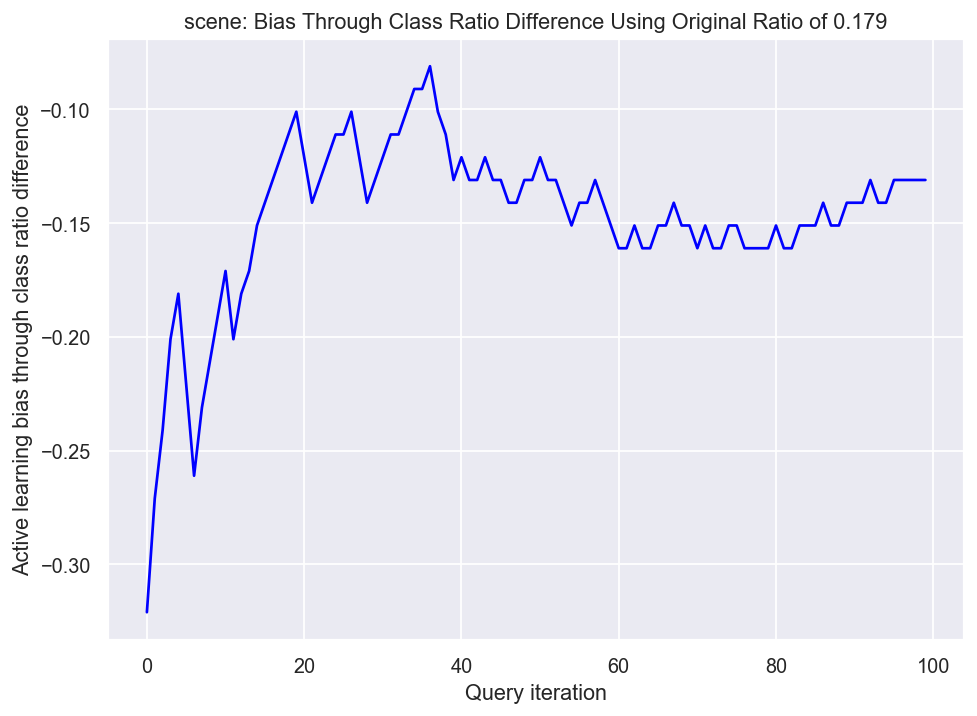 scene: Bias Through Class Ratio Difference Using Original Ratio of 0.179
Active learning bias through class ratio difference
−0.10
−0.15
−0.20
−0.25
−0.30
0 20 40 60 80 100
Query iteration